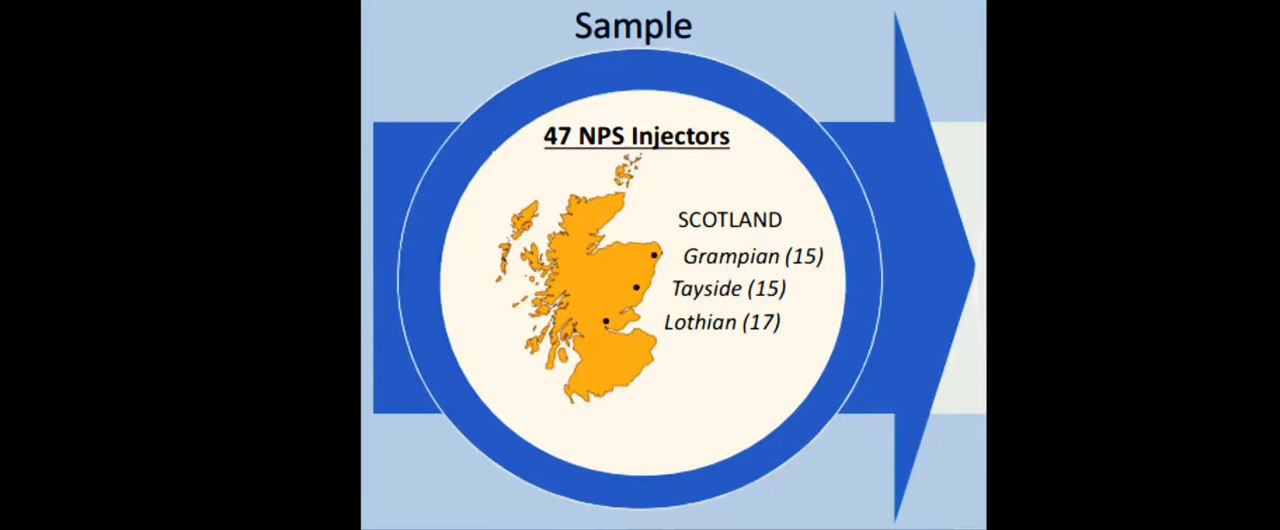 Sample
47 NPS Injectors
SCOTLAND
Grampian (15)
Tayside (15)
Lothian (17)